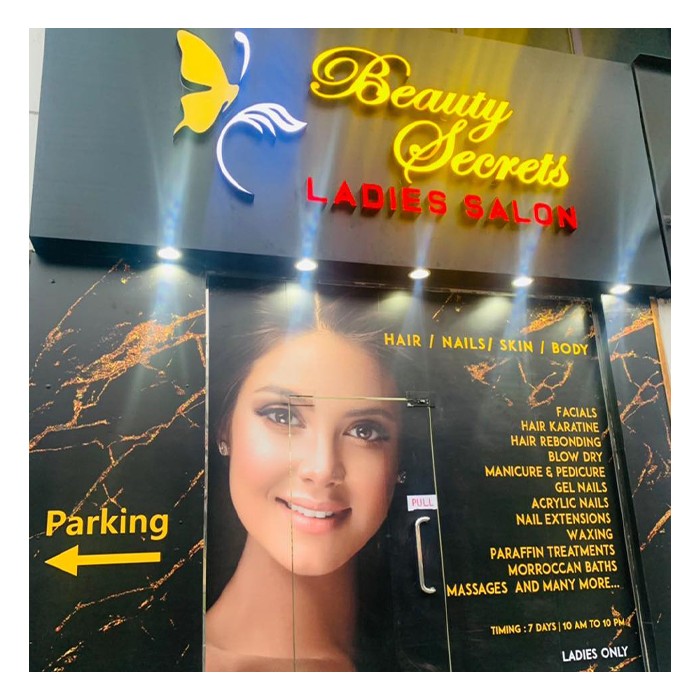 Beauty
Secrets
LADIES SALON
HAIR / NAILS/ SKIN / BODY
FACIALS
HAIR KARATINE
HAIR REBONDING
BLOW DRY
MANICURE & PEDICURE
GEL NAILS
ACRYLIC NAILS
NAIL EXTENSIONS
WAXING
PARAFFIN TREATMENTS
MORROCCAN BATHS
MASSAGES AND MANY MORE...
TIMING : 7 DAYS | 10 AM TO 10 PM
LADIES ONLY
PULL
Parking